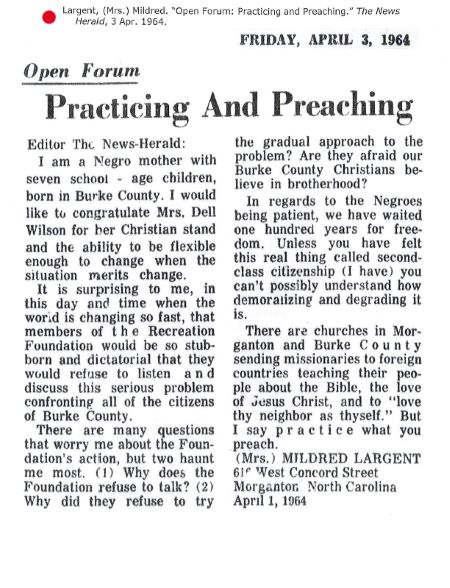 Largent, (Mrs.) Mildred. "Open Forum: Practicing and Preaching." The News
Herald, 3 Apr. 1964.
FRIDAY, APRIL 3, 1964
Open Forum
Practicing And Preaching
Editor The News-Herald:
I am a Negro mother with
seven school - age children,
born in Burke County. I would
like to congratulate Mrs. Dell
Wilson for her Christian stand
and the ability to be flexible
enough to change when the
situation merits change.
It is surprising to me, in
this day and time when the
world is changing so fast, that
members of the Recreation
Foundation would be so stub-
born and dictatorial that they
would refuse to listen and
discuss this serious problem
confronting all of the citizens
of Burke County.
There are many questions
that worry me about the Foun-
dation's action, but two haunt
me most. (1) Why does the
Foundation refuse to talk? (2)
Why did they refuse to try
the gradual approach to the
problem? Are they afraid our
Burke County Christians be-
lieve in brotherhood?
In regards to the Negroes
being patient, we have waited
one hundred years for free-
dom. Unless you have felt
this real thing called second-
class citizenship (I have) you
can't possibly understand how
demoralizing and degrading it
is.
There are churches in Mor-
ganton and Burke County
sending missionaries to foreign
countries teaching their peo-
ple about the Bible, the love
of Jesus Christ, and to "love
thy neighbor as thyself." But
I say practice what you
preach.
(Mrs.) MILDRED LARGENT
West Concord Street
Morganton, North Carolina
April 1, 1964